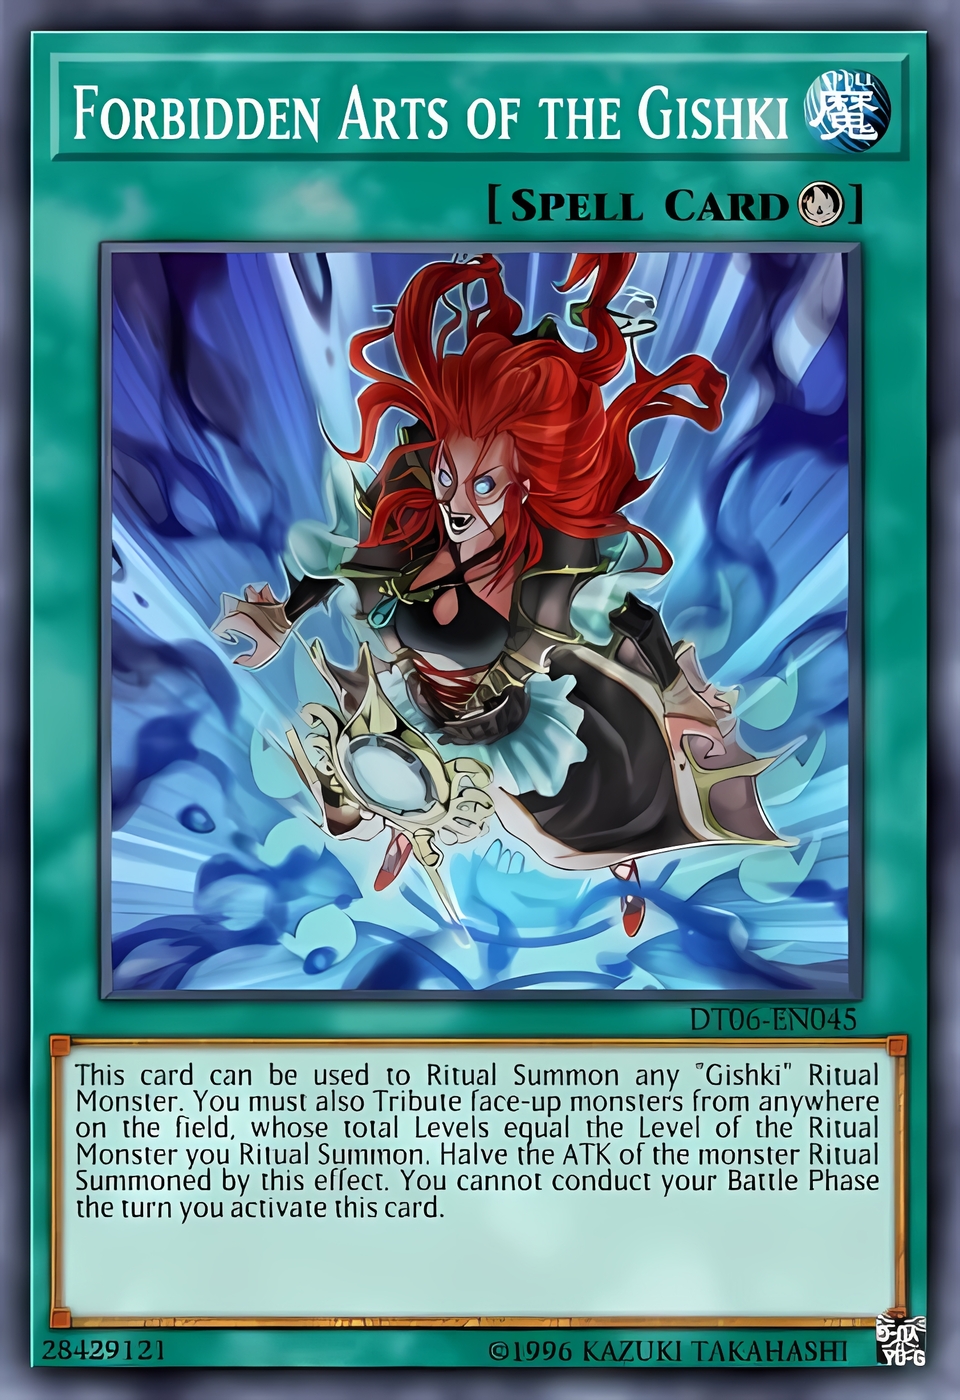 Forbidden Arts of the Gishki 魔
[Spell Card]
DT06-EN045
This card can be used to Ritual Summon any "Gishki" Ritual
Monster. You must also Tribute face-up monsters from anywhere
on the field, whose total Levels equal the Level of the Ritual
Monster you Ritual Summon. Halve the ATK of the monster Ritual
Summoned by this effect. You cannot conduct your Battle Phase
the turn you activate this card.
28429121
©1996 KAZUKI TAKAHASHI